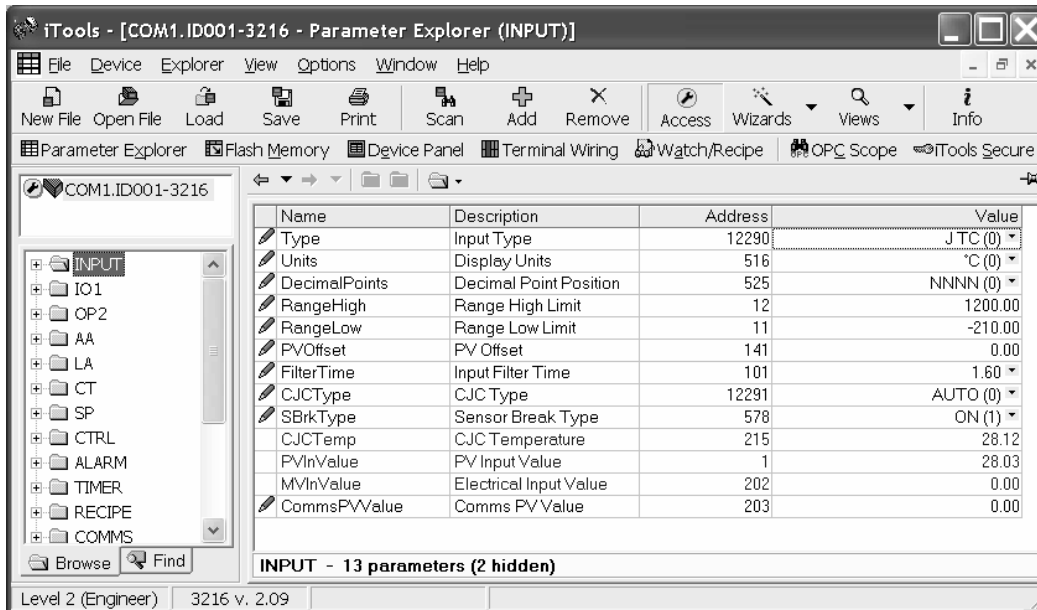 iTools - [COM1.ID001-3216 - Parameter Explorer (INPUT)]
File Device Explorer View Options Window Help
New File Open File Load Save Print Scan Add Remove Access Wizards Views Info
Parameter Explorer Flash Memory Device Panel Terminal Wiring Watch/Recipe OPC Scope iTools Secure
COM1.ID001-3216
INPUT
IO1
OP2
AA
LA
CT
SP
CTRL
ALARM
TIMER
RECIPE
COMMS
Browse Find
Name Description Address Value
Type Input Type 12290 J TC (0)
Units Display Units 516 °C (0)
DecimalPoints Decimal Point Position 525 NNNN (0)
RangeHigh Range High Limit 12 1200.00
RangeLow Range Low Limit 11 -210.00
PVOffset PV Offset 141 0.00
FilterTime Input Filter Time 101 1.60
CJCType CJC Type 12291 AUTO (0)
SBrkType Sensor Break Type 578 ON (1)
CJCTemp CJC Temperature 215 28.12
PVInValue PV Input Value 1 28.03
MVInValue Electrical Input Value 202 0.00
CommsPVValue Comms PV Value 203 0.00
INPUT - 13 parameters (2 hidden)
Level 2 (Engineer) 3216 v. 2.09